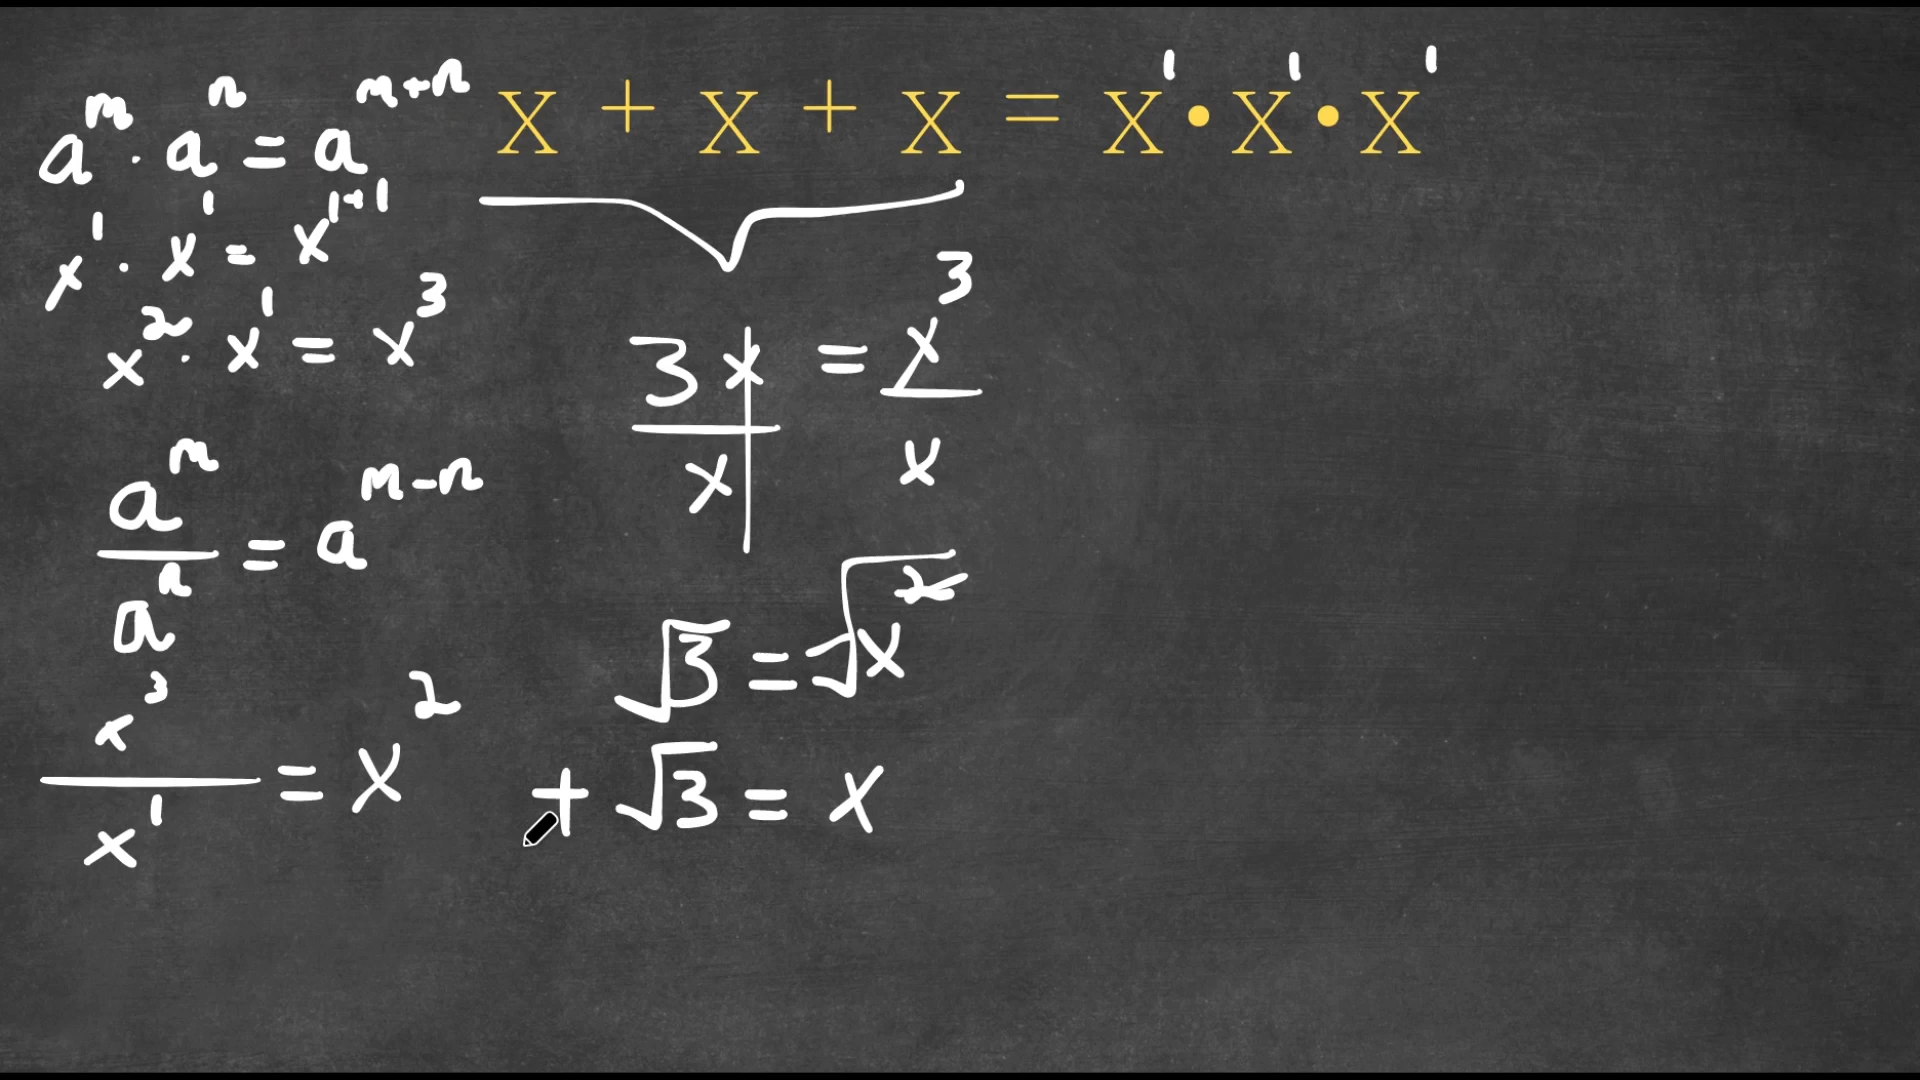 x + x + x = x¹ • x¹ • x¹
aᵐ · aⁿ = aᵐ⁺ⁿ
x¹ · x¹ = x¹⁺¹
x² · x¹ = x³
aᵐ/aⁿ = aᵐ⁻ⁿ
x³/x¹ = x²
3x/x = x³/x
√3 = √x²
+ √3 = x